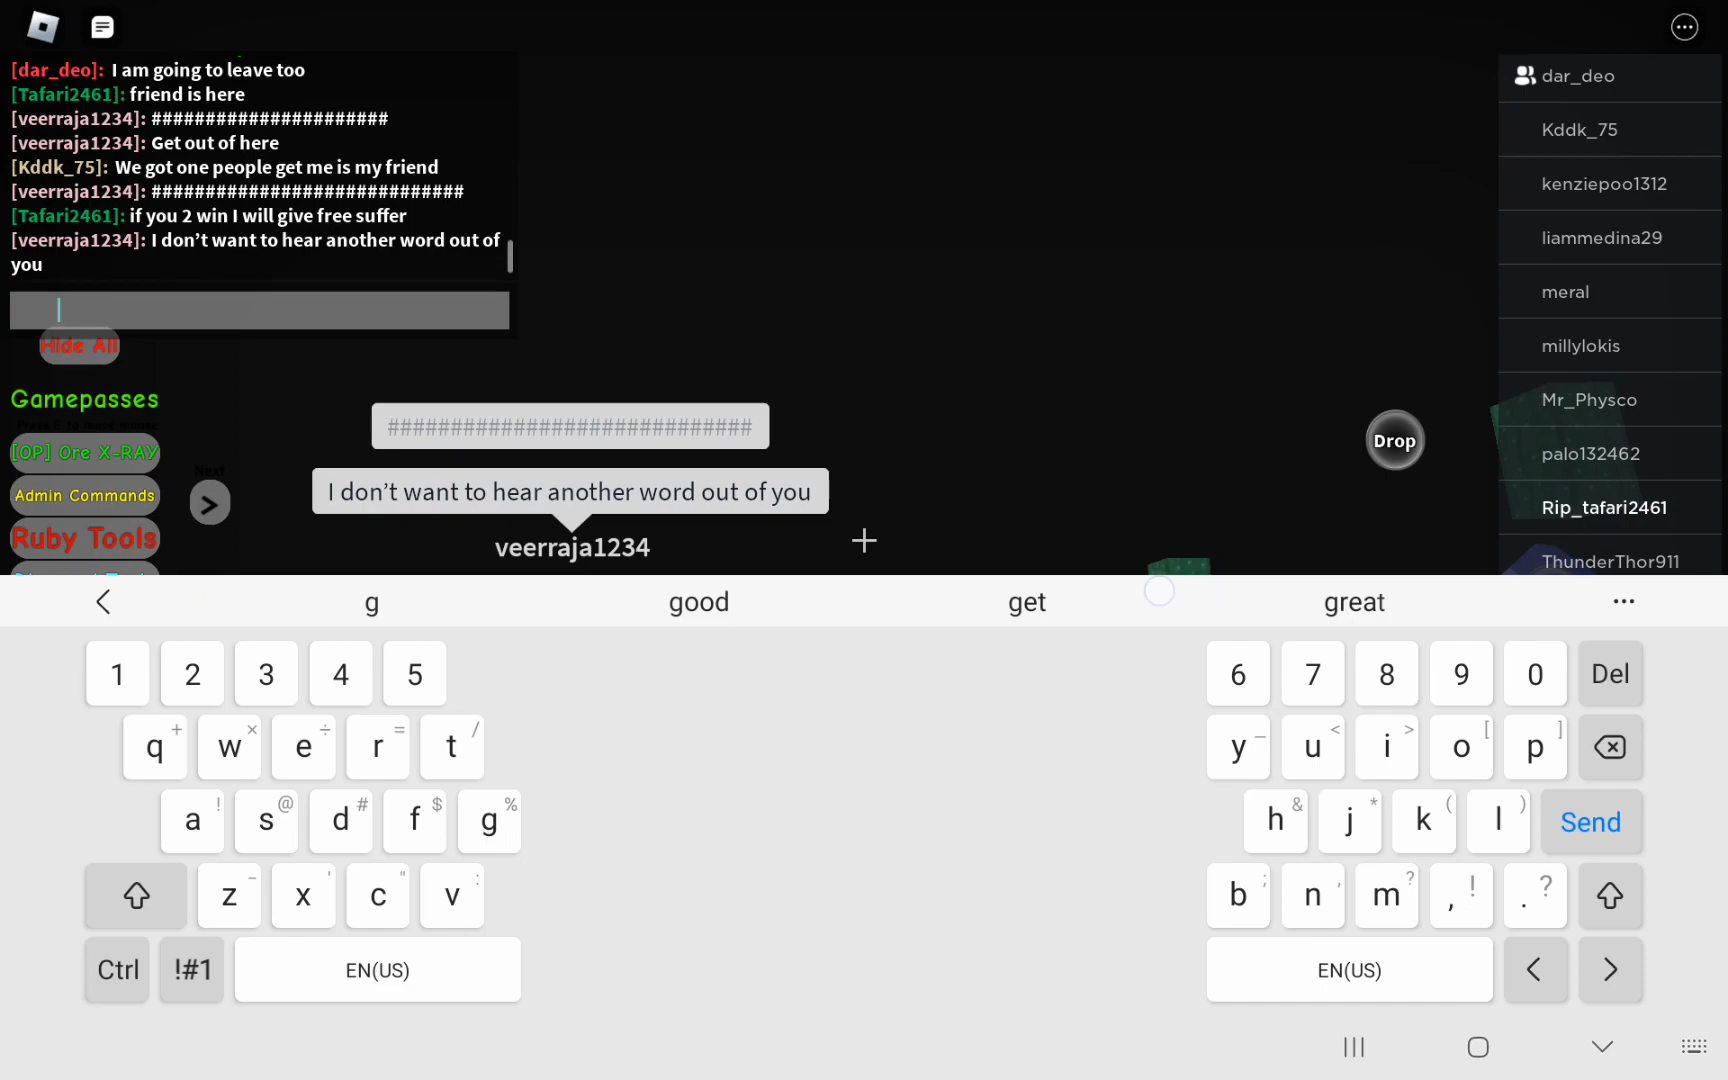 [dar_deo]: I am going to leave too
[Tafari2461]: friend is here
[veerraja1234]: ######################
[veerraja1234]: Get out of here
[Kddk_75]: We got one people get me is my friend
[veerraja1234]: #############################
[Tafari2461]: if you 2 win I will give free suffer
[veerraja1234]: I don’t want to hear another word out of
you
Hide All
Gamepasses
[OP] Ore X-RAY
Admin Commands
Ruby Tools
Next
>
#############################
I don’t want to hear another word out of you
veerraja1234
Drop
dar_deo
Kddk_75
kenziepoo1312
liammedina29
meral
millylokis
Mr_Physco
palo132462
Rip_tafari2461
ThunderThor911
g good get great
1 2 3 4 5 6 7 8 9 0 Del
q + w × e ÷ r = t / y _ u < i > o [ p ]
a ! s @ d # f $ g % h & j * k ( l ) Send
z - x ' c " v : b ; n , m ? , ! . ?
Ctrl !#1 EN(US) EN(US) < >